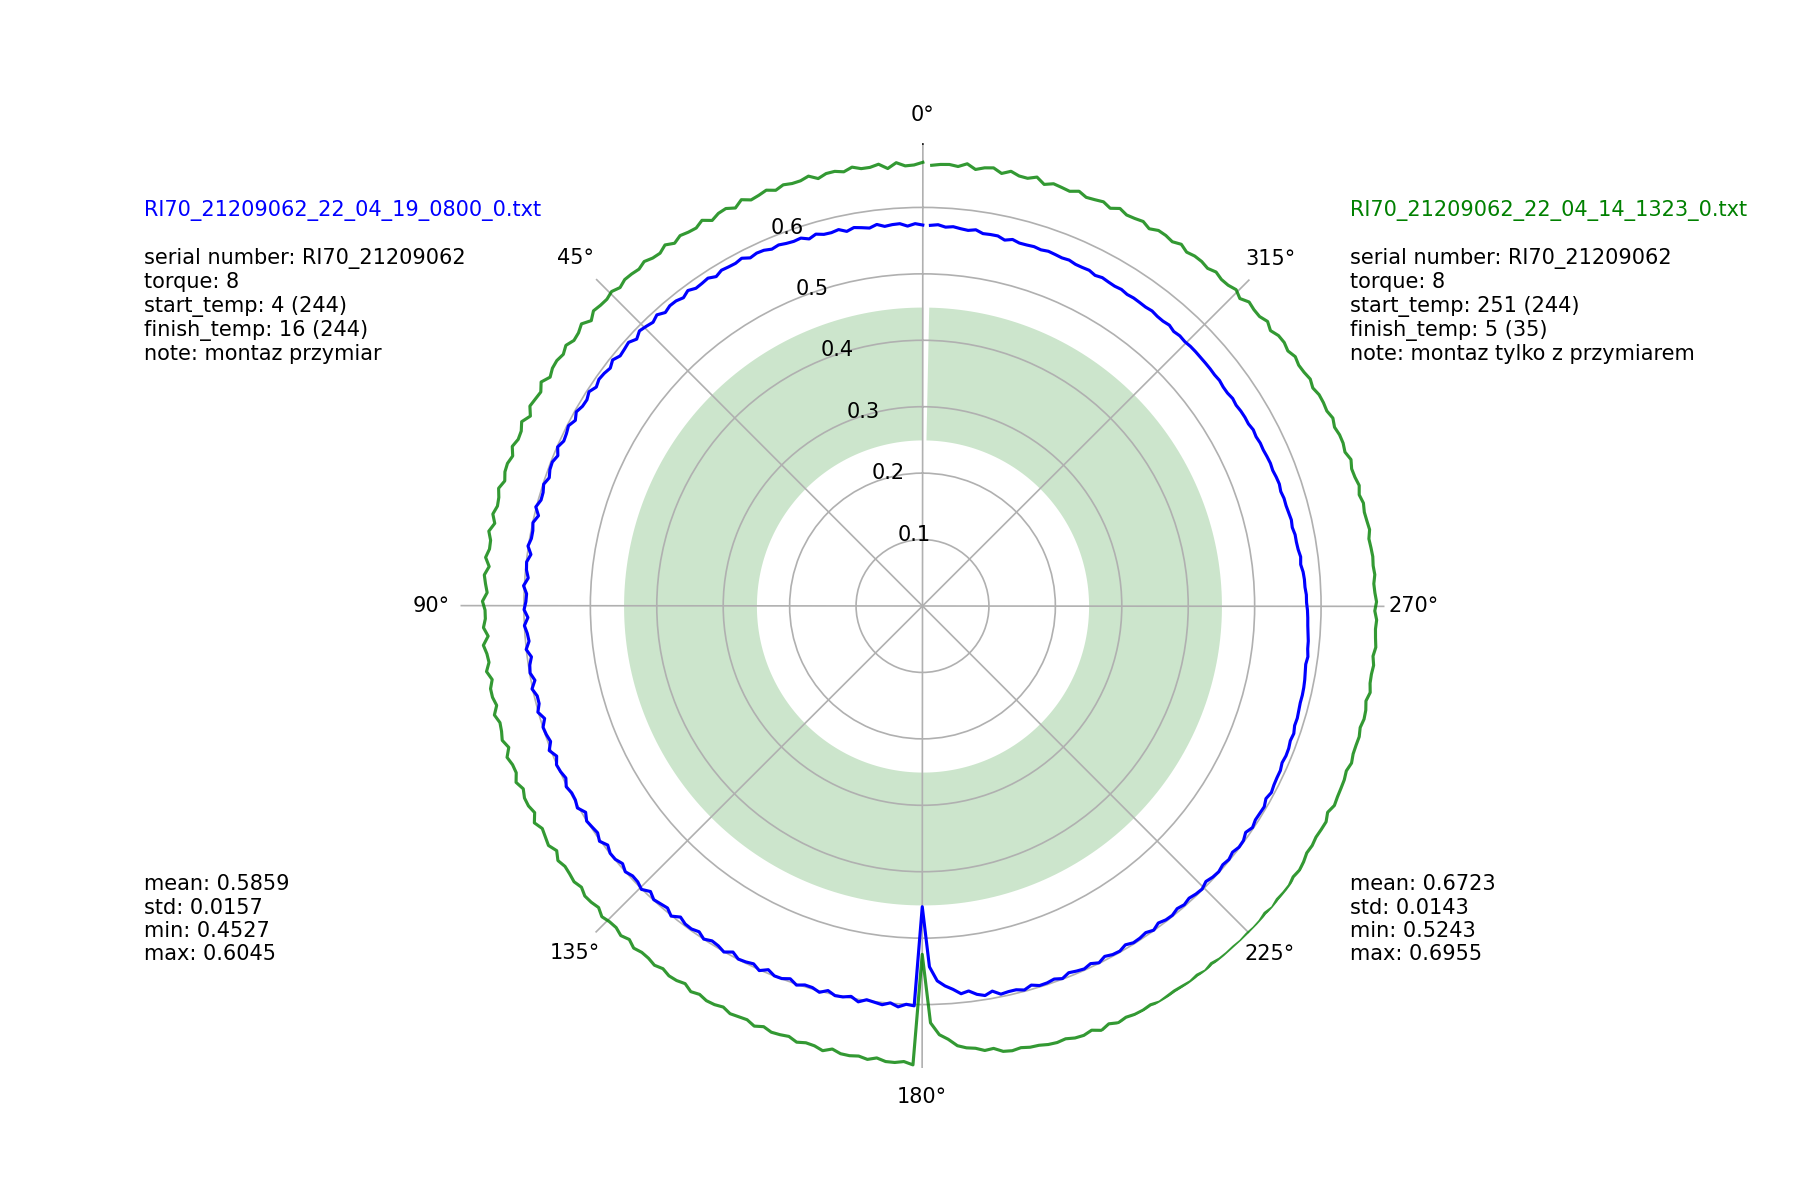 0°
RI70_21209062_22_04_19_0800_0.txt
serial number: RI70_21209062
torque: 8
start_temp: 4 (244)
finish_temp: 16 (244)
note: montaz przymiar
RI70_21209062_22_04_14_1323_0.txt
serial number: RI70_21209062
torque: 8
start_temp: 251 (244)
finish_temp: 5 (35)
note: montaz tylko z przymiarem
45°
315°
0.6
0.5
0.4
0.3
0.2
0.1
90°
270°
mean: 0.5859
std: 0.0157
min: 0.4527
max: 0.6045
135°
225°
mean: 0.6723
std: 0.0143
min: 0.5243
max: 0.6955
180°